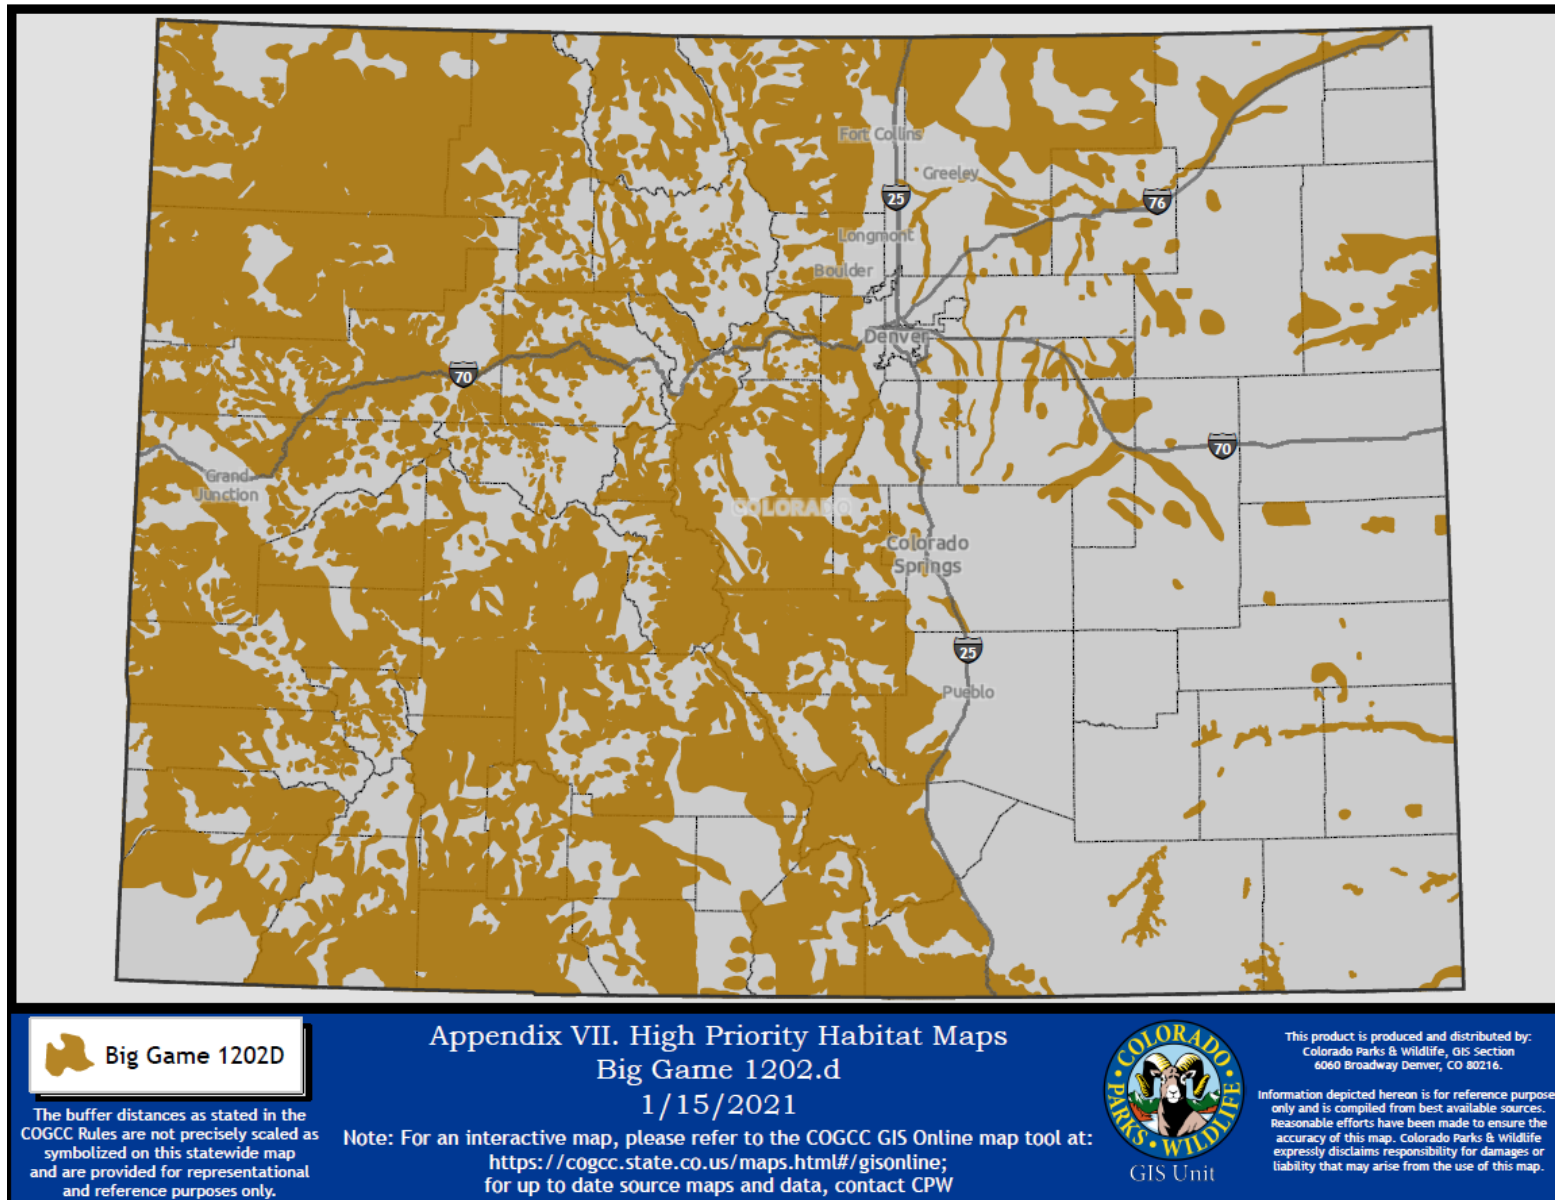 Fort Collins
Greeley
25
76
Longmont
Boulder
Denver
70
70
Grand
Junction
COLORADO
Colorado
Springs
25
Pueblo
Big Game 1202D
The buffer distances as stated in the
COGCC Rules are not precisely scaled as
symbolized on this statewide map
and are provided for representational
and reference purposes only.
Appendix VII. High Priority Habitat Maps
Big Game 1202.d
1/15/2021
Note: For an interactive map, please refer to the COGCC GIS Online map tool at:
https://cogcc.state.co.us/maps.html#/gisonline;
for up to date source maps and data, contact CPW
COLORADO
PARKS & WILDLIFE
GIS Unit
This product is produced and distributed by:
Colorado Parks & Wildlife, GIS Section
6060 Broadway Denver, CO 80216.
Information depicted hereon is for reference purpose
only and is compiled from best available sources.
Reasonable efforts have been made to ensure the
accuracy of this map. Colorado Parks & Wildlife
expressly disclaims responsibility for damages or
liability that may arise from the use of this map.